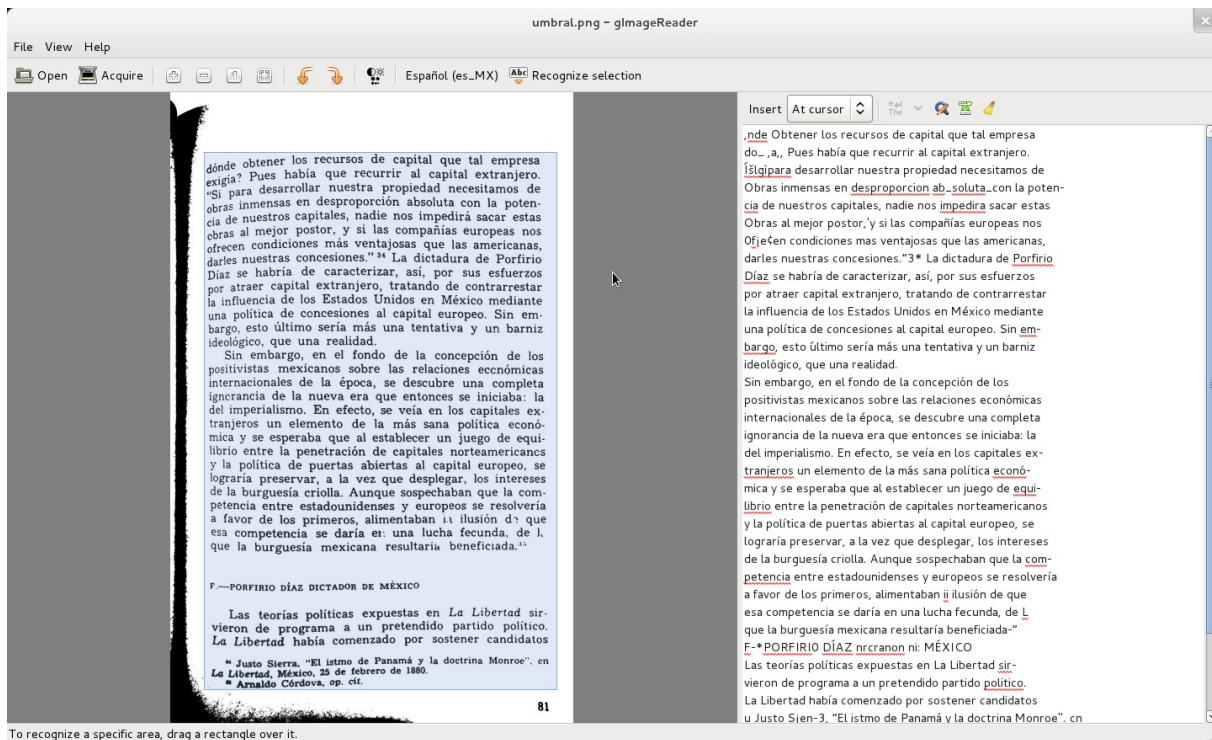 umbral.png – gImageReader
File View Help
Open Acquire Español (es_MX) Recognize selection
dónde obtener los recursos de capital que tal empresa
exigía? Pues había que recurrir al capital extranjero.
"Si para desarrollar nuestra propiedad necesitamos de
obras inmensas en desproporción absoluta con la poten-
cia de nuestros capitales, nadie nos impedirá sacar estas
obras al mejor postor, y si las compañías europeas nos
ofrecen condiciones más ventajosas que las americanas,
darles nuestras concesiones." 34 La dictadura de Porfirio
Díaz se habría de caracterizar, así, por sus esfuerzos
por atraer capital extranjero, tratando de contrarrestar
la influencia de los Estados Unidos en México mediante
una política de concesiones al capital europeo. Sin em-
bargo, esto último sería más una tentativa y un barniz
ideológico, que una realidad.
Sin embargo, en el fondo de la concepción de los
positivistas mexicanos sobre las relaciones eccnómicas
internacionales de la época, se descubre una completa
igncrancia de la nueva era que entonces se iniciaba: la
del imperialismo. En efecto, se veía en los capitales ex-
tranjeros un elemento de la más sana política econó-
mica y se esperaba que al establecer un juego de equi-
librio entre la penetración de capitales norteamericancs
y la política de puertas abiertas al capital europeo, se
lograría preservar, a la vez que desplegar, los intereses
de la burguesía criolla. Aunque sospechaban que la com-
petencia entre estadounidenses y europeos se resolvería
a favor de los primeros, alimentaban ilusión de que
esa competencia se daría en una lucha fecunda, de
que la burguesía mexicana resultaría beneficiada.
F.—PORFIRIO DÍAZ DICTADOR DE MÉXICO
Las teorías políticas expuestas en La Libertad sir-
vieron de programa a un pretendido partido político.
La Libertad había comenzado por sostener candidatos
Justo Sierra, "El istmo de Panamá y la doctrina Monroe". en
La Libertad, México, 25 de febrero de 1880.
Arnaldo Córdova, op. cit.
81
Insert At cursor
,nde Obtener los recursos de capital que tal empresa
do_ ,a,, Pues había que recurrir al capital extranjero.
Íšlgìpara desarrollar nuestra propiedad necesitamos de
Obras inmensas en desproporcion ab_soluta_con la poten-
cia de nuestros capitales, nadie nos impedira sacar estas
Obras al mejor postor,'y si las compañías europeas nos
0fje¢en condiciones mas ventajosas que las americanas,
darles nuestras concesiones."3* La dictadura de Porfirio
Díaz se habría de caracterizar, así, por sus esfuerzos
por atraer capital extranjero, tratando de contrarrestar
la influencia de los Estados Unidos en México mediante
una política de concesiones al capital europeo. Sin em-
bargo, esto último sería más una tentativa y un barniz
ideológico, que una realidad.
Sin embargo, en el fondo de la concepción de los
positivistas mexicanos sobre las relaciones económicas
internacionales de la época, se descubre una completa
ignorancia de la nueva era que entonces se iniciaba: la
del imperialismo. En efecto, se veía en los capitales ex-
tranjeros un elemento de la más sana política econó-
mica y se esperaba que al establecer un juego de equi-
librio entre la penetración de capitales norteamericanos
y la política de puertas abiertas al capital europeo, se
lograría preservar, a la vez que desplegar, los intereses
de la burguesía criolla. Aunque sospechaban que la com-
petencia entre estadounidenses y europeos se resolvería
a favor de los primeros, alimentaban ii ilusión de que
esa competencia se daría en una lucha fecunda, de L
que la burguesía mexicana resultaría beneficiada-"
F-*PORFIRI0 DÍAZ nrcranon ni: MÉXICO
Las teorías políticas expuestas en La Libertad sir-
vieron de programa a un pretendido partido politico.
La Libertad había comenzado por sostener candidatos
u Justo Sjen-3, "El istmo de Panamá y la doctrina Monroe". cn
To recognize a specific area, drag a rectangle over it.